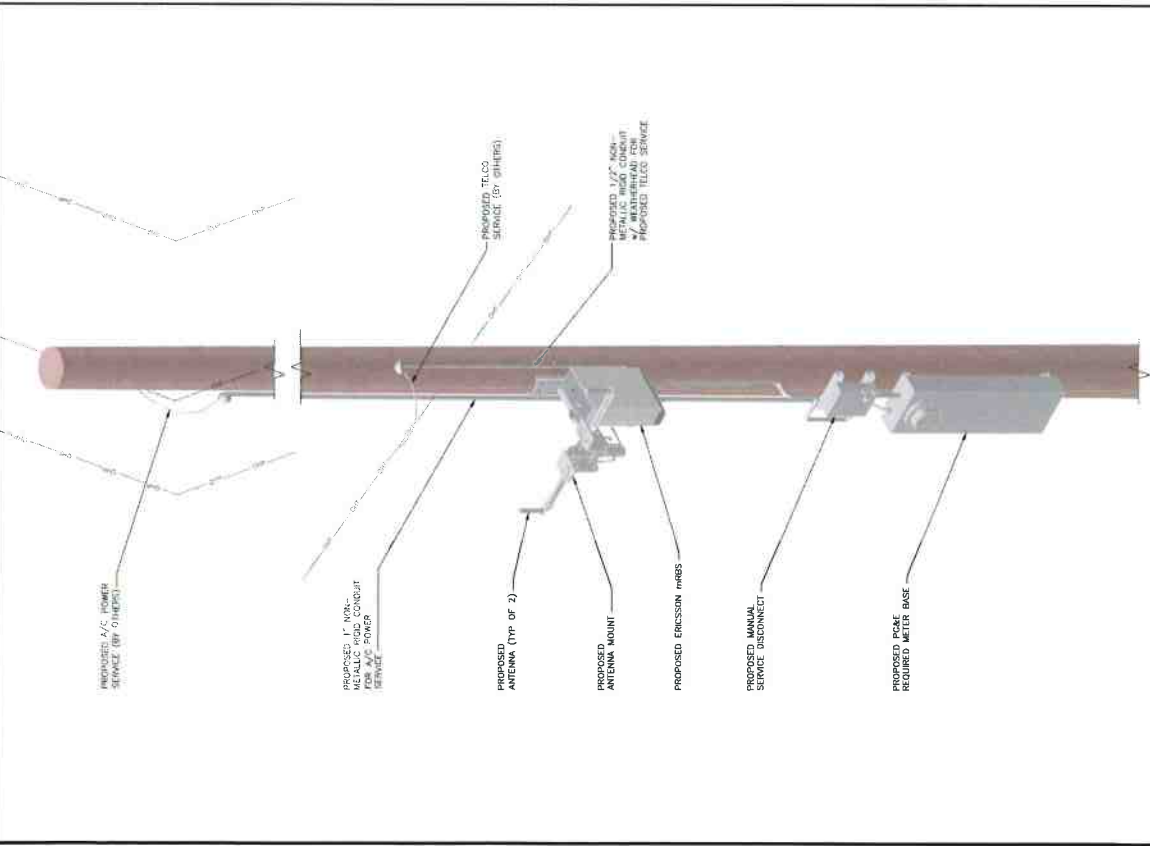 PROPOSED A/C POWER
SERVICE (BY OTHERS)
PROPOSED TELCO
SERVICE (BY OTHERS)
PROPOSED 1" NON-
METALLIC RIGID CONDUIT
FOR A/C POWER
SERVICE
PROPOSED 1/2" NON-
METALLIC RIGID CONDUIT
w/ WEATHERHEAD FOR
PROPOSED TELCO SERVICE
PROPOSED
ANTENNA (TYP OF 2)
PROPOSED
ANTENNA MOUNT
PROPOSED ERICSSON mRBS
PROPOSED MANUAL
SERVICE DISCONNECT
PROPOSED PG&E
REQUIRED METER BASE